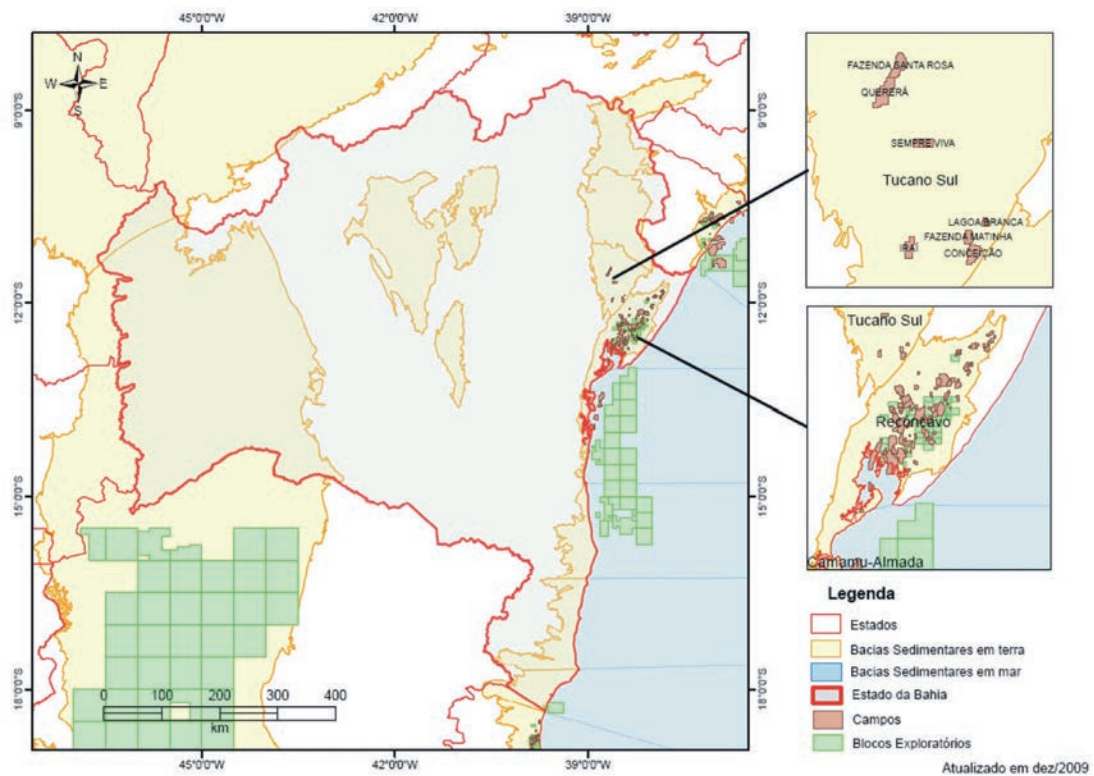 45°0'0"W 42°0'0"W 39°0'0"W
N
W E
S
9°0'0"S 9°0'0"S
12°0'0"S 12°0'0"S
15°0'0"S 15°0'0"S
18°0'0"S 18°0'0"S
0 100 200 300 400
km
45°0'0"W 42°0'0"W 39°0'0"W
FAZENDA SANTA ROSA
QUERERÁ
SEMPRE VIVA
Tucano Sul
LAGOA BRANCA
FAZENDA MATINHA
IRAÍ
CONCEIÇÃO
Tucano Sul
Recôncavo
Camamu-Almada
Legenda
Estados
Bacias Sedimentares em terra
Bacias Sedimentares em mar
Estado da Bahia
Campos
Blocos Exploratórios
Atualizado em dez/2009